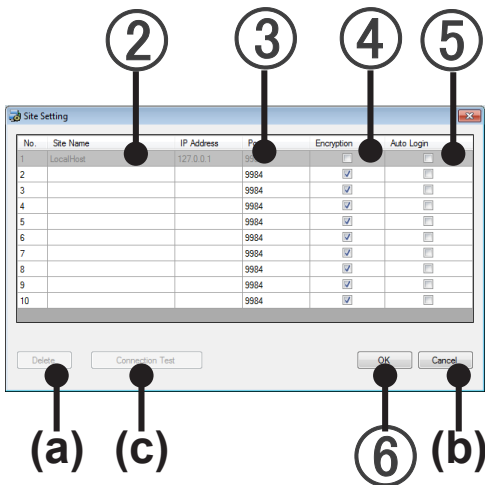 ② ③ ④ ⑤
Site Setting
No. Site Name IP Address Encryption Auto Login
1 LocalHost 127.0.0.1
2 9984
3 9984
4 9984
5 9984
6 9984
7 9984
8 9984
9 9984
10 9984
Delete Connection Test OK Cancel
(a) (c) ⑥ (b)